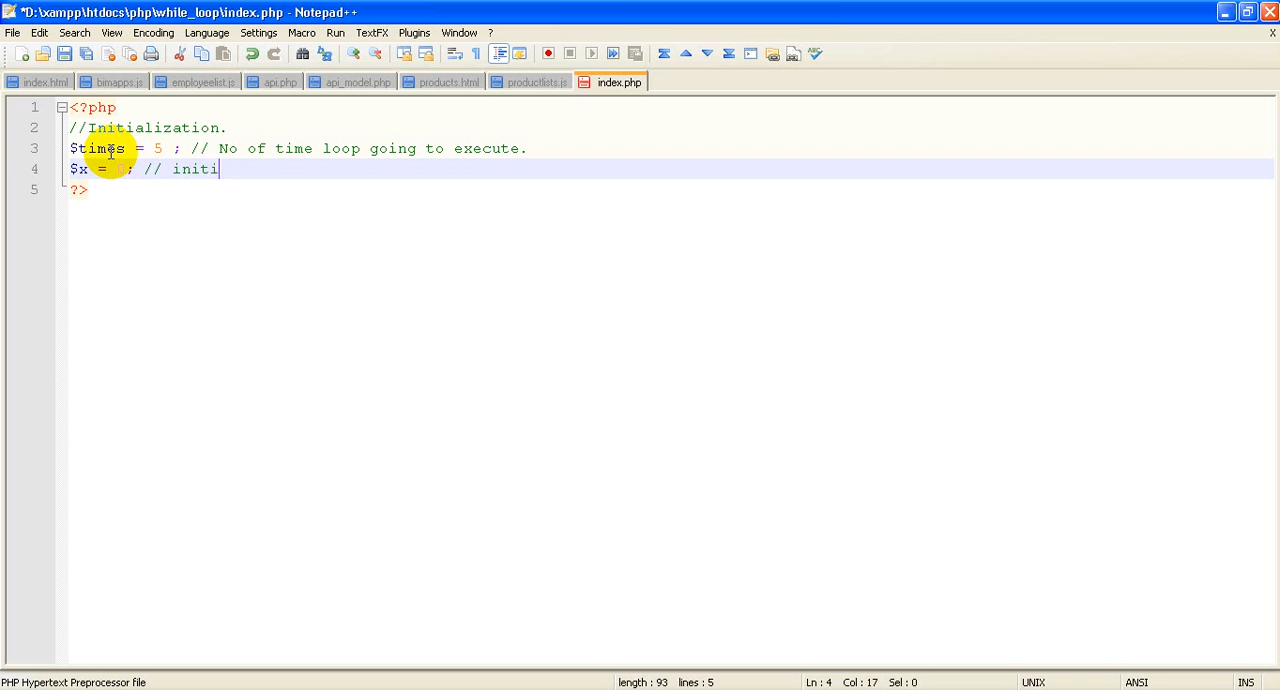 *D:\xampp\htdocs\php\while_loop\index.php - Notepad++
File Edit Search View Encoding Language Settings Macro Run TextFX Plugins Window ? X
index.html bimapps.js employeelist.js api.php api_model.php products.html productlists.js index.php
1 <?php
2 //Initialization.
3 $times = 5 ; // No of time loop going to execute.
4 $x = ; // initi
5 ?>
PHP Hypertext Preprocessor file length : 93 lines : 5 Ln : 4 Col : 17 Sel : 0 UNIX ANSI INS